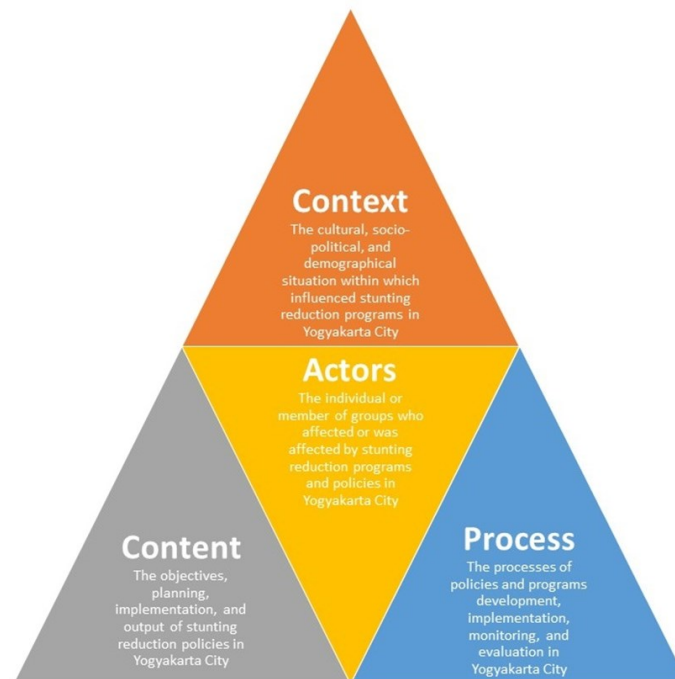 Context
The cultural, socio-
political, and
demographical
situation within which
influenced stunting
reduction programs in
Yogyakarta City
Actors
The individual or
member of groups who
affected or was
affected by stunting
reduction programs
and policies in
Yogyakarta City
Content
The objectives,
planning,
implementation, and
output of stunting
reduction policies in
Yogyakarta City
Process
The processes of
policies and programs
development,
implementation,
monitoring, and
evaluation in
Yogyakarta City